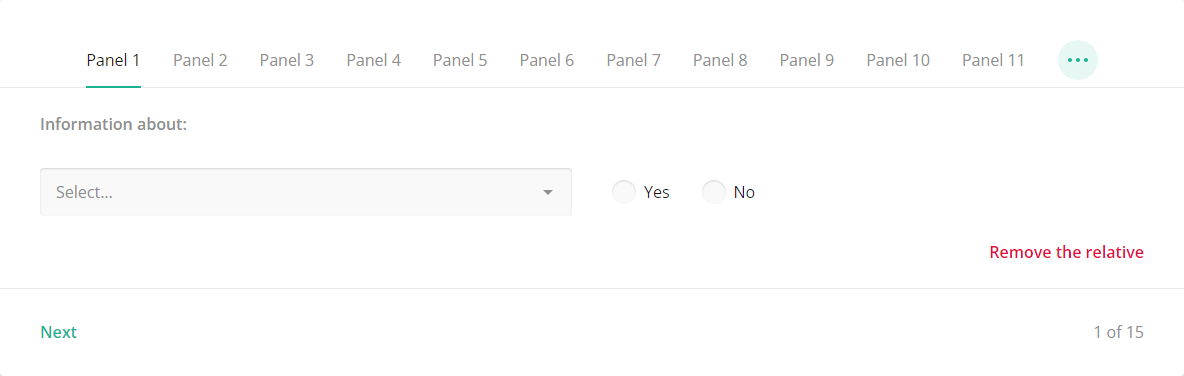 Panel 1 Panel 2 Panel 3 Panel 4 Panel 5 Panel 6 Panel 7 Panel 8 Panel 9 Panel 10 Panel 11
Information about:
Select... Yes No
Remove the relative
Next 1 of 15